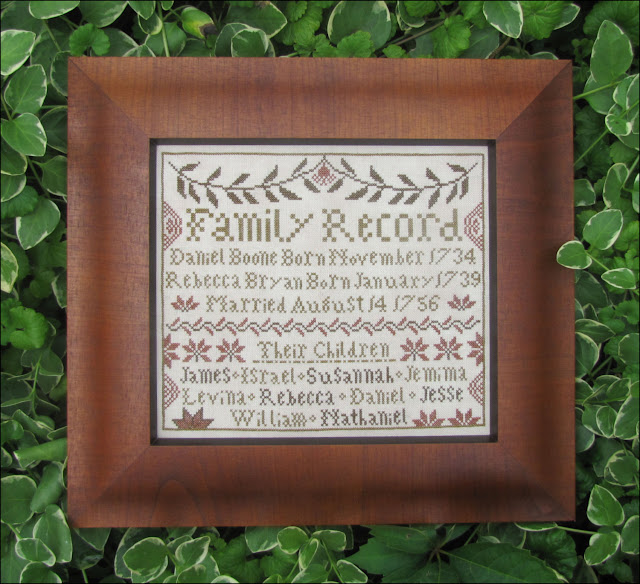 Family Record
Daniel Boone Born November 1734
Rebecca Bryan Born January 1739
Married August 14 1756
Their Children
James • Israel • Susannah • Jemima
Levina • Rebecca • Daniel • Jesse
William • Nathaniel